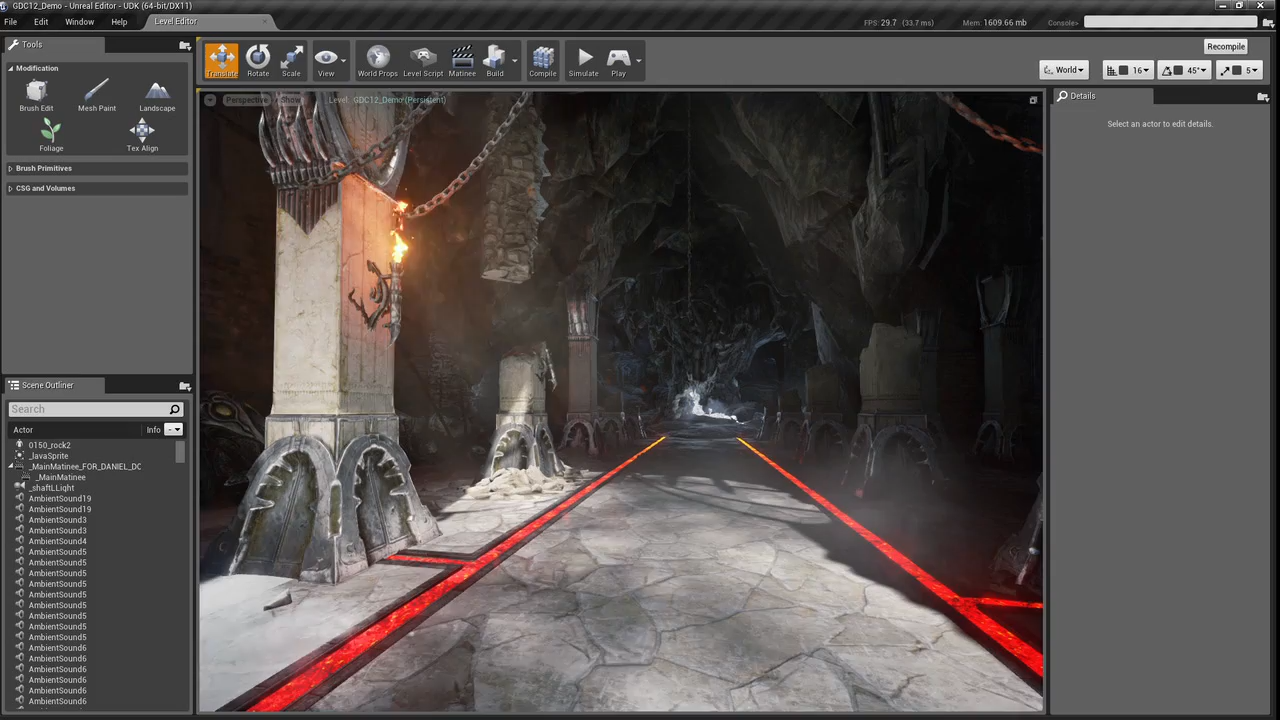 GDC12_Demo - Unreal Editor - UDK (64-bit/DX11)
File Edit Window Help Level Editor
FPS: 29.7 (33.7 ms) Mem: 1609.66 mb Console>
Tools
Modification
Brush Edit Mesh Paint Landscape
Foliage Tex Align
Brush Primitives
CSG and Volumes
Translate Rotate Scale View World Props Level Script Matinee Build Compile Simulate Play
Recompile
World 16 45° 5
Perspective Show Level: GDC12_Demo (Persistent)
Details
Select an actor to edit details.
Scene Outliner
Search
Actor Info
0150_rock2
_lavaSprite
_MainMatinee_FOR_DANIEL_DC
_MainMatinee
_shaftLLight
AmbientSound19
AmbientSound19
AmbientSound3
AmbientSound3
AmbientSound4
AmbientSound5
AmbientSound5
AmbientSound5
AmbientSound5
AmbientSound5
AmbientSound5
AmbientSound5
AmbientSound5
AmbientSound5
AmbientSound6
AmbientSound6
AmbientSound6
AmbientSound6
AmbientSound6
AmbientSound6